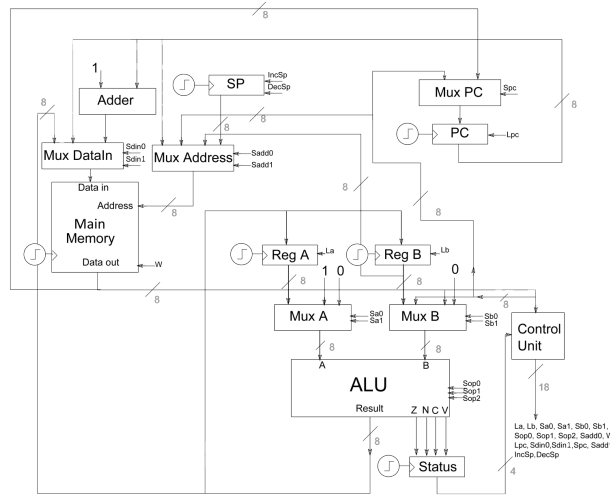 8
IncSp
DecSp
1
SP
Adder
Mux PC
Spc
8
8
8
8
PC
Lpc
Sdin0
Sdin1
Mux DataIn
Mux Address
Sadd0
Sadd1
Data in
Address
8
8
8
Main
Memory
Data out
W
Reg A
La
Reg B
Lb
8
8
1 0
8
0
8
Mux A
Sa0
Sa1
Mux B
Sb0
Sb1
Control
Unit
8
8
A
B
ALU
Sop0
Sop1
Sop2
18
Result
Z N C V
8
La, Lb, Sa0, Sa1, Sb0, Sb1,
Sop0, Sop1, Sop2, Sadd0, W
Lpc, Sdin0,Sdin1,Spc, Sadd1
IncSp,DecSp
Status
4